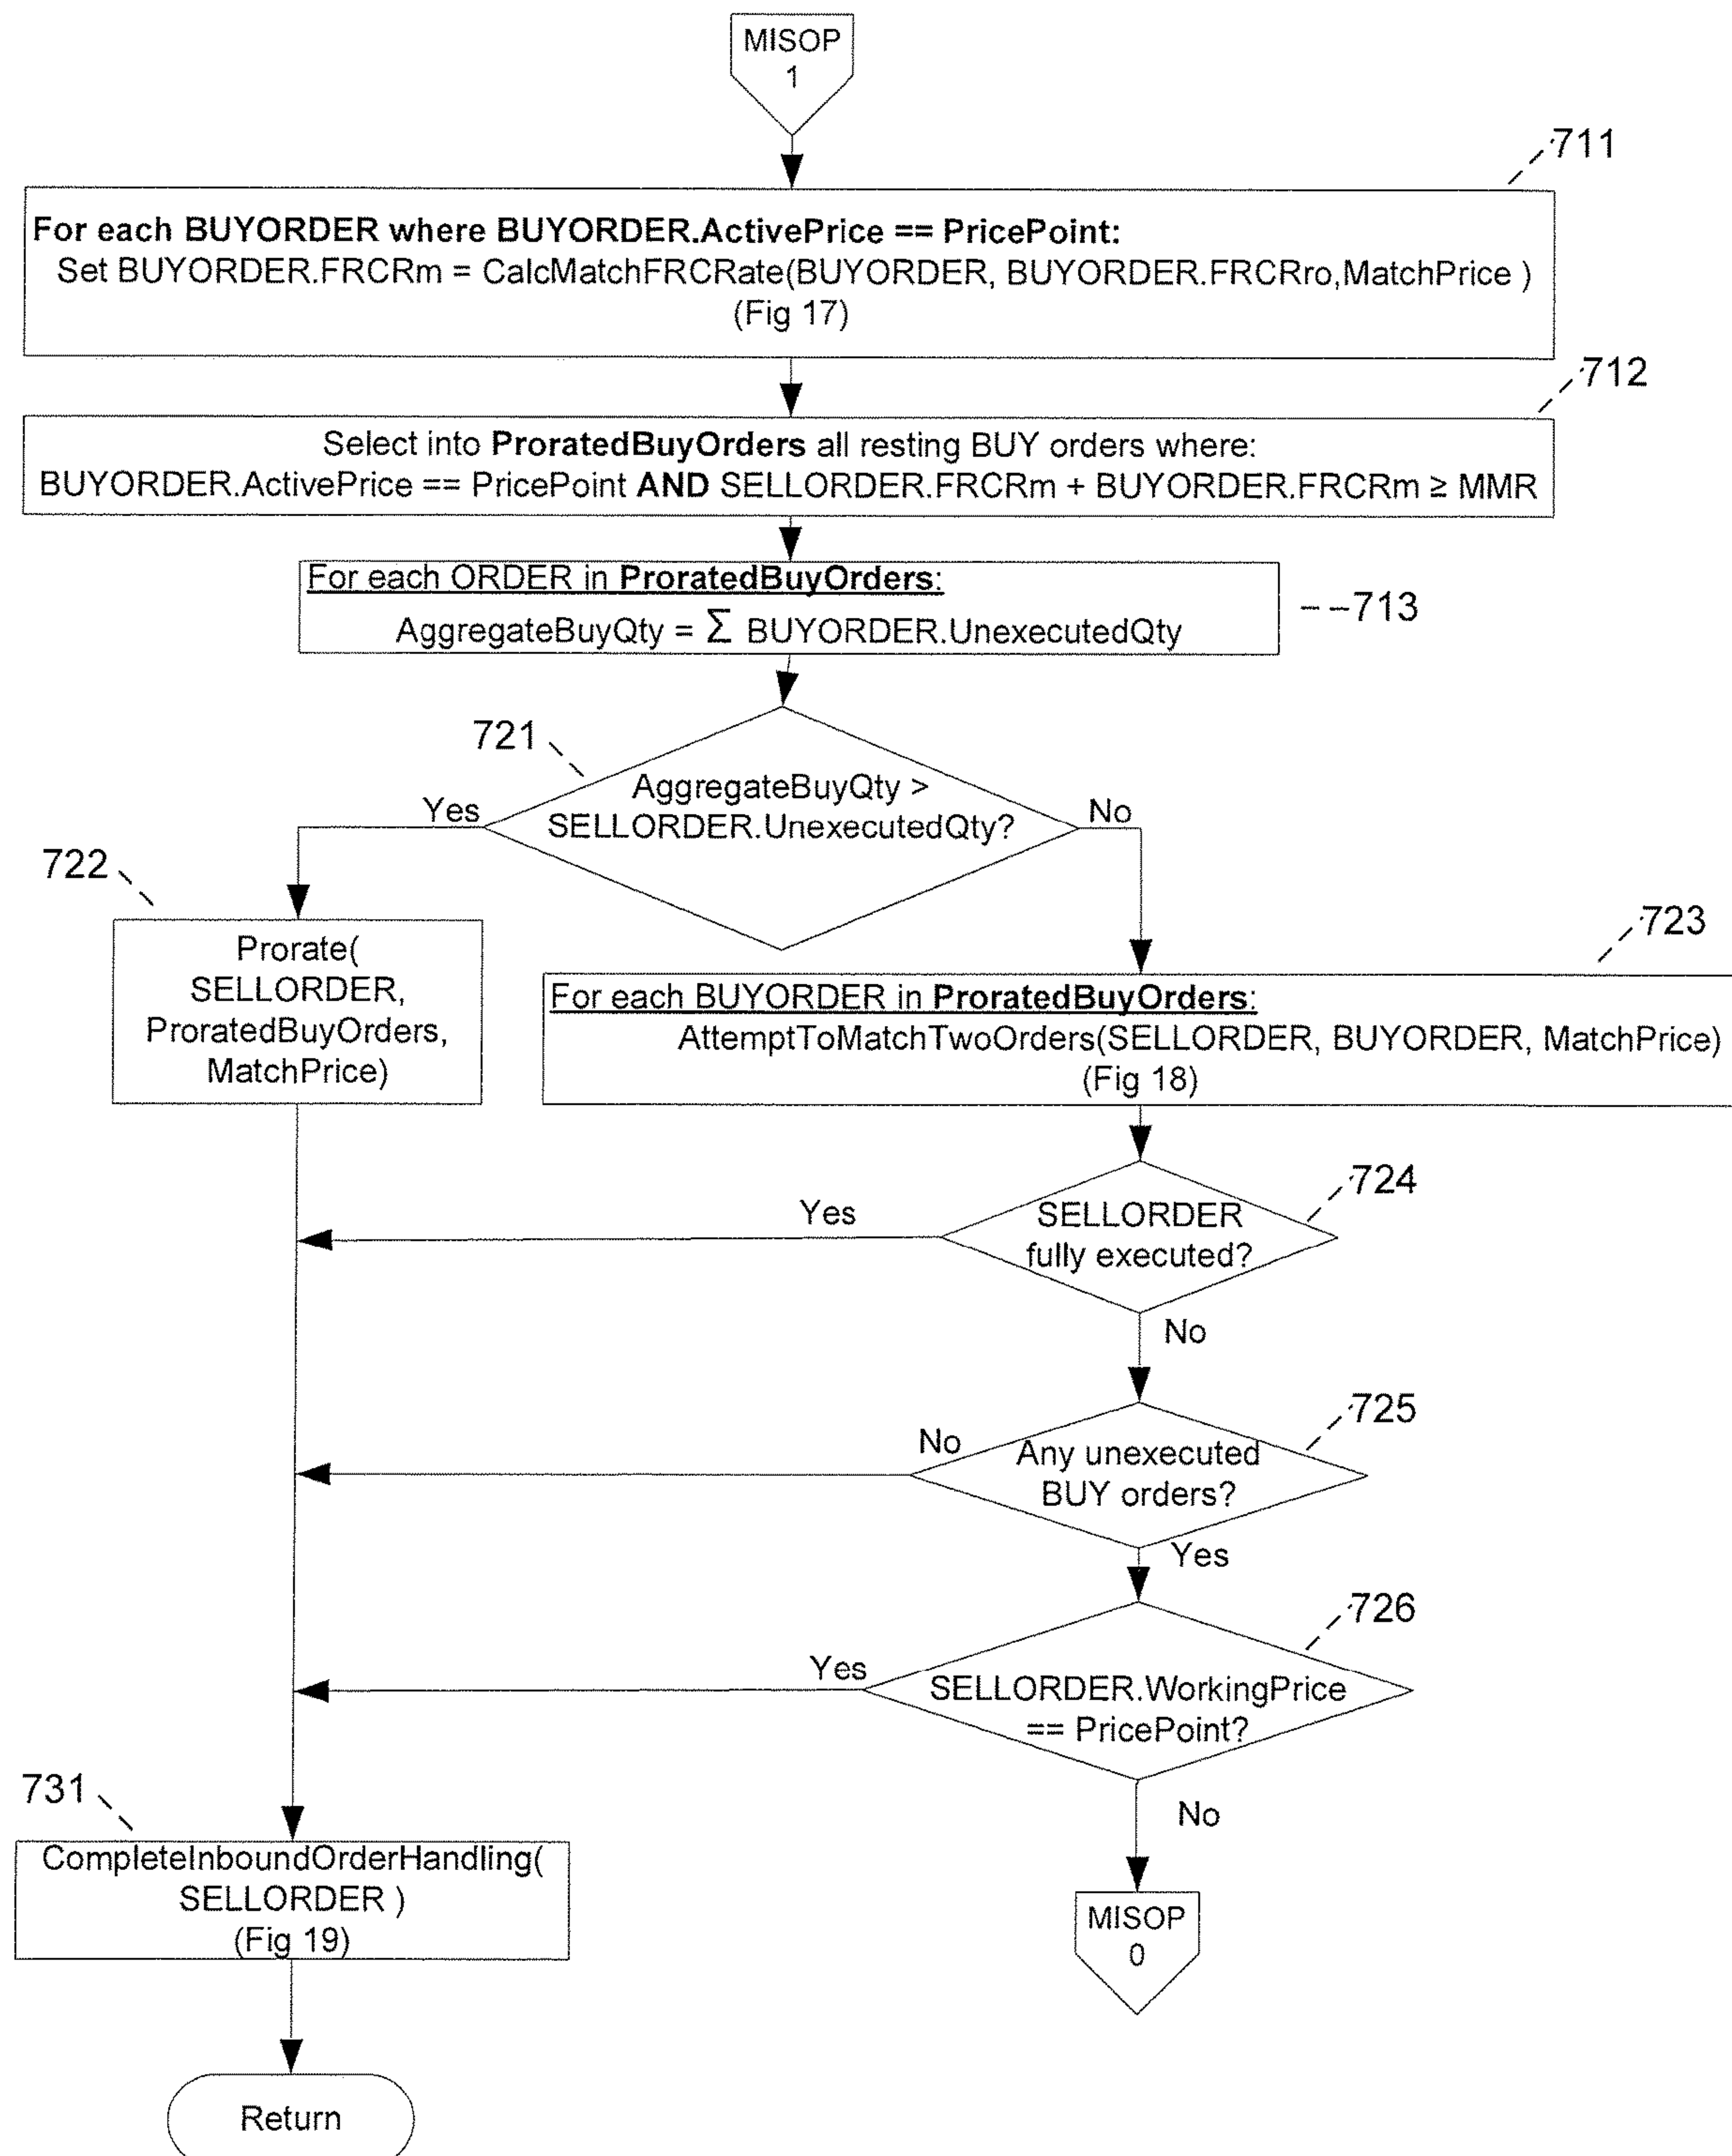 MISOP
1
711
For each BUYORDER where BUYORDER.ActivePrice == PricePoint:
Set BUYORDER.FRCRm = CalcMatchFRCRate(BUYORDER, BUYORDER.FRCRro,MatchPrice )
(Fig 17)
712
Select into ProratedBuyOrders all resting BUY orders where:
BUYORDER.ActivePrice == PricePoint AND SELLORDER.FRCRm + BUYORDER.FRCRm ≥ MMR
For each ORDER in ProratedBuyOrders:
AggregateBuyQty = Σ BUYORDER.UnexecutedQty
713
721
AggregateBuyQty >
SELLORDER.UnexecutedQty?
Yes
No
722
Prorate(
SELLORDER,
ProratedBuyOrders,
MatchPrice)
723
For each BUYORDER in ProratedBuyOrders:
AttemptToMatchTwoOrders(SELLORDER, BUYORDER, MatchPrice)
(Fig 18)
724
SELLORDER
fully executed?
Yes
No
725
Any unexecuted
BUY orders?
No
Yes
726
SELLORDER.WorkingPrice
== PricePoint?
Yes
No
731
CompleteInboundOrderHandling(
SELLORDER )
(Fig 19)
MISOP
0
Return